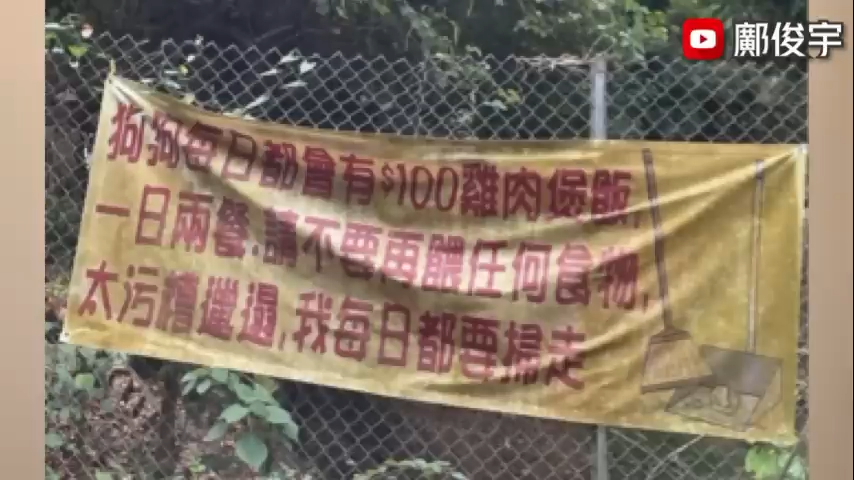 鄺俊宇
狗狗每日都會有$100雞肉煲飯,
一日兩餐.請不要再餵任何食物,
太污糟邋遢,我每日都要掃走